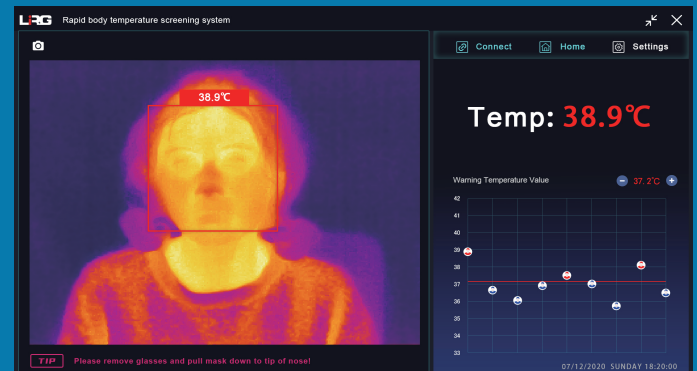 LRG Rapid body temperature screening system
Connect Home Settings
38.9℃
Temp: 38.9℃
Warning Temperature Value - 37.2℃ +
42
41
40
39
38
37
36
35
34
33
TIP Please remove glasses and pull mask down to tip of nose!
07/12/2020 SUNDAY 18:20:00